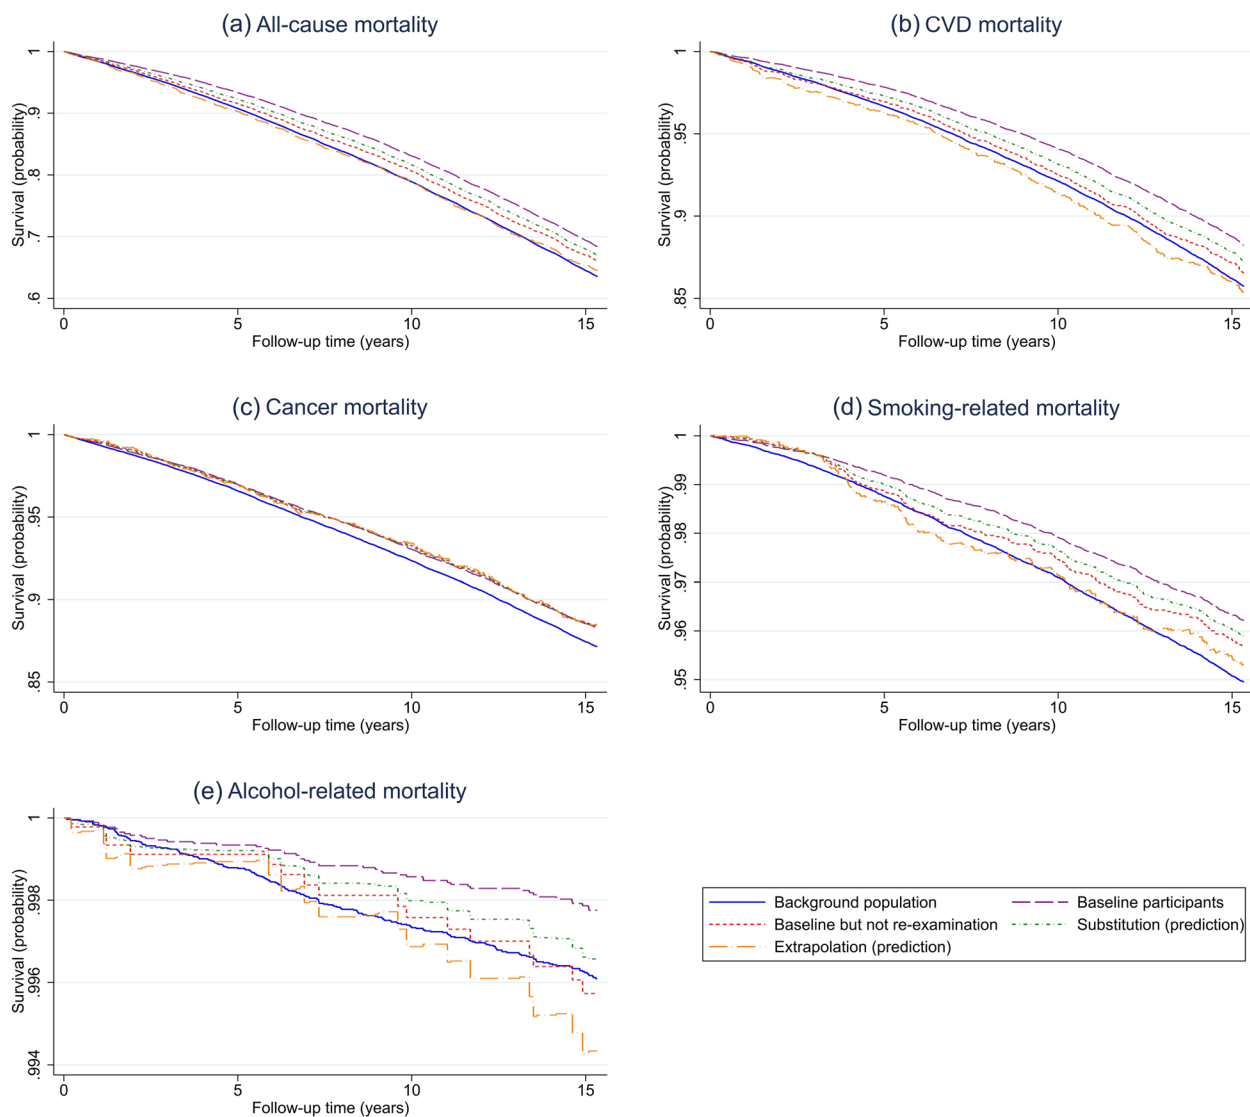 (a) All-cause mortality
Survival (probability)
1
.9
.8
.7
.6
0 5 10 15
Follow-up time (years)
(b) CVD mortality
Survival (probability)
1
.95
.9
.85
0 5 10 15
Follow-up time (years)
(c) Cancer mortality
Survival (probability)
1
.95
.9
.85
0 5 10 15
Follow-up time (years)
(d) Smoking-related mortality
Survival (probability)
1
.99
.98
.97
.96
.95
0 5 10 15
Follow-up time (years)
(e) Alcohol-related mortality
Survival (probability)
1
.998
.996
.994
0 5 10 15
Follow-up time (years)
Background population Baseline participants
Baseline but not re-examination Substitution (prediction)
Extrapolation (prediction)